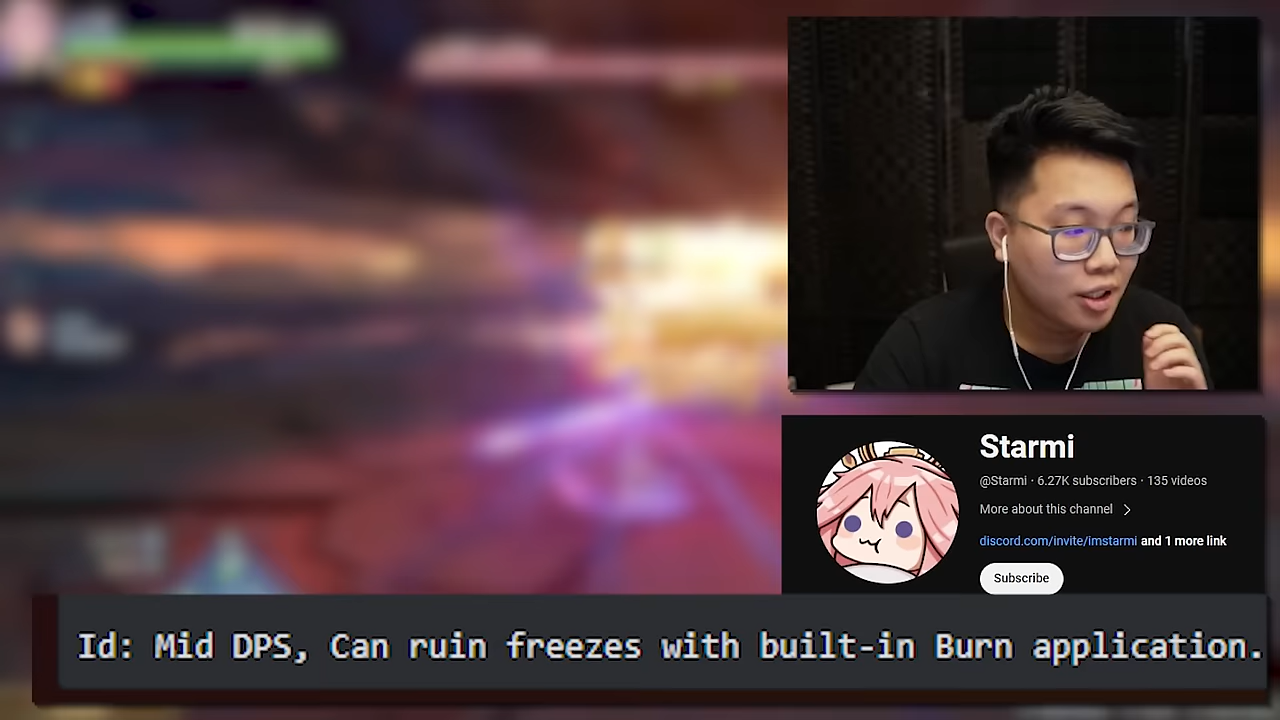 Starmi
@Starmi · 6.27K subscribers · 135 videos
More about this channel
discord.com/invite/imstarmi and 1 more link
Subscribe
Id: Mid DPS, Can ruin freezes with built-in Burn application.